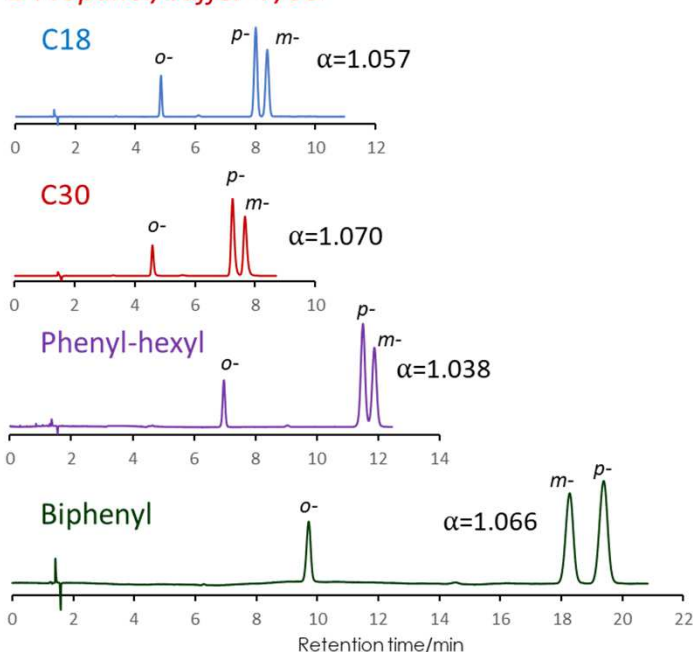 C18
o-
p-
m-
α=1.057
0 2 4 6 8 10 12
C30
o-
p-
m-
α=1.070
0 2 4 6 8 10
Phenyl-hexyl
o-
p-
m-
α=1.038
0 2 4 6 8 10 12 14
Biphenyl
o-
α=1.066
m-
p-
0 2 4 6 8 10 12 14 16 18 20 22
Retention time/min